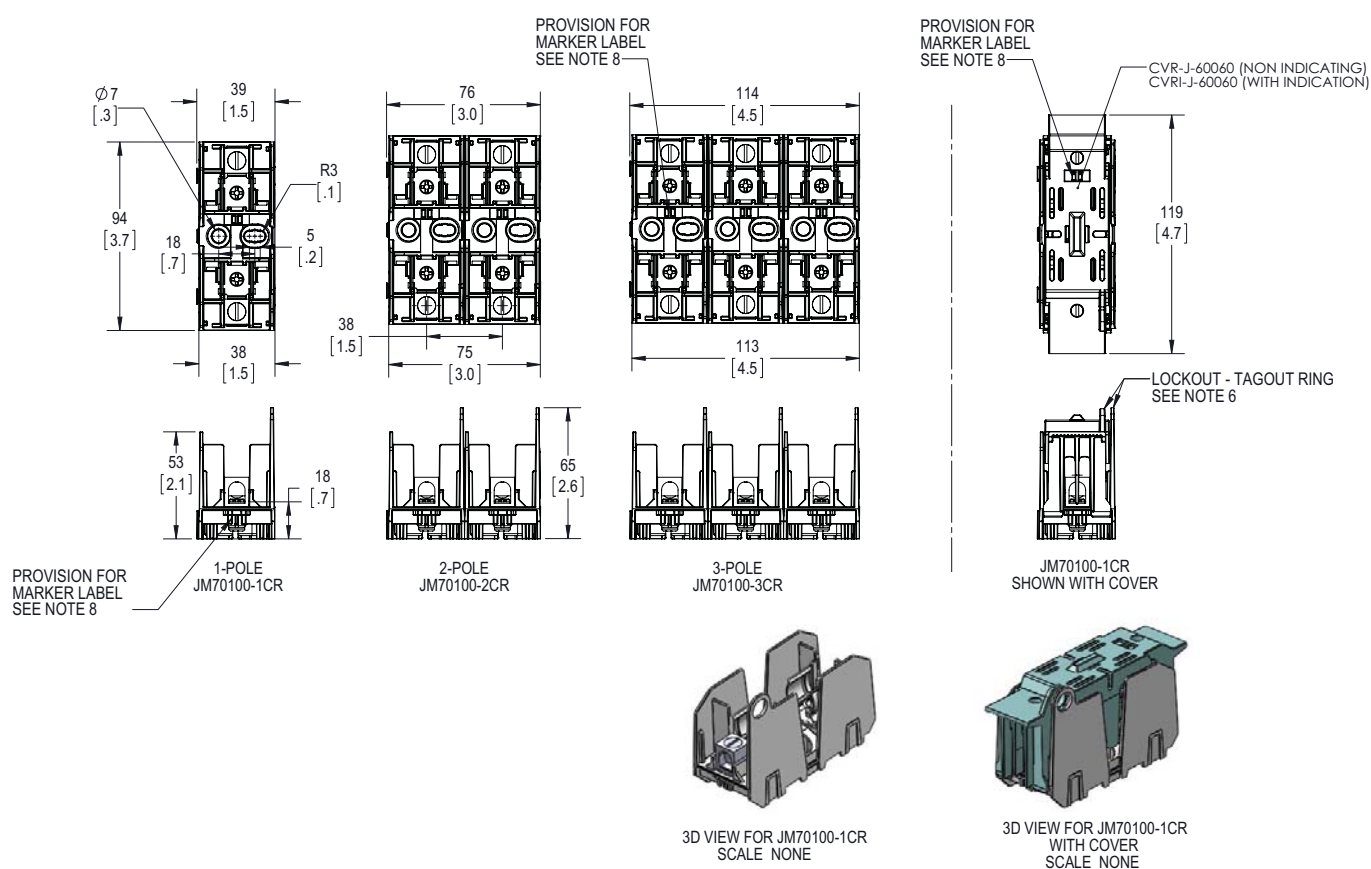 PROVISION FOR
MARKER LABEL
SEE NOTE 8
PROVISION FOR
MARKER LABEL
SEE NOTE 8
CVR-J-60060 (NON INDICATING)
CVRI-J-60060 (WITH INDICATION)
∅7
[.3]
39
[1.5]
76
[3.0]
114
[4.5]
R3
[.1]
94
[3.7]
18
[.7]
5
[.2]
119
[4.7]
38
[1.5]
38
[1.5]
75
[3.0]
113
[4.5]
LOCKOUT - TAGOUT RING
SEE NOTE 6
53
[2.1]
18
[.7]
65
[2.6]
PROVISION FOR
MARKER LABEL
SEE NOTE 8
1-POLE
JM70100-1CR
2-POLE
JM70100-2CR
3-POLE
JM70100-3CR
JM70100-1CR
SHOWN WITH COVER
3D VIEW FOR JM70100-1CR
SCALE NONE
3D VIEW FOR JM70100-1CR
WITH COVER
SCALE NONE